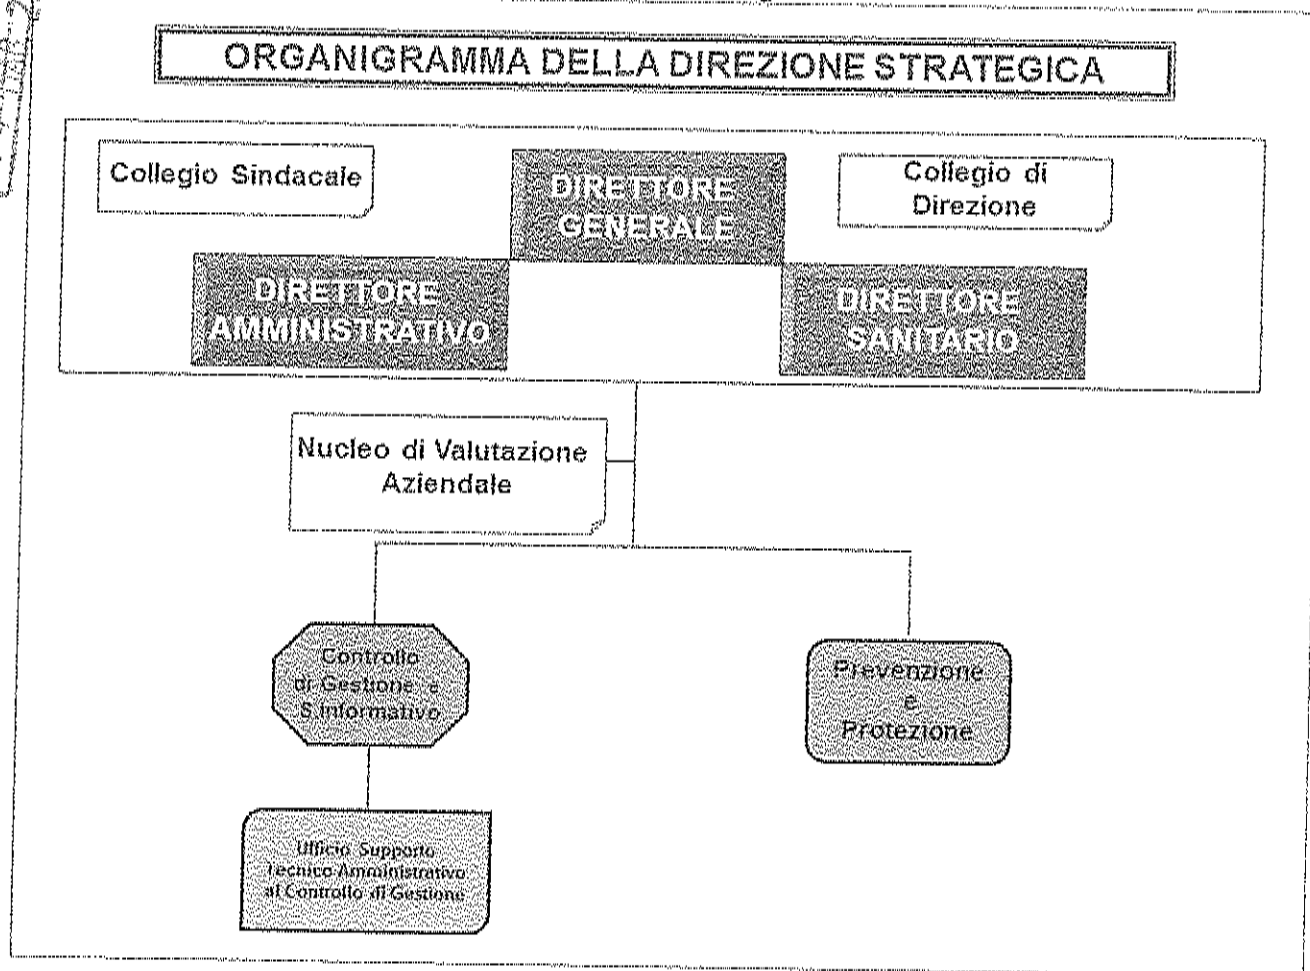 ORGANIGRAMMA DELLA DIREZIONE STRATEGICA
Collegio Sindacale
DIRETTORE
GENERALE
Collegio di
Direzione
DIRETTORE
AMMINISTRATIVO
DIRETTORE
SANITARIO
Nucleo di Valutazione
Aziendale
Controllo
di Gestione e
S.Informativo
Prevenzione
e
Protezione
Ufficio Supporto
Tecnico Amministrativo
al Controllo di Gestione